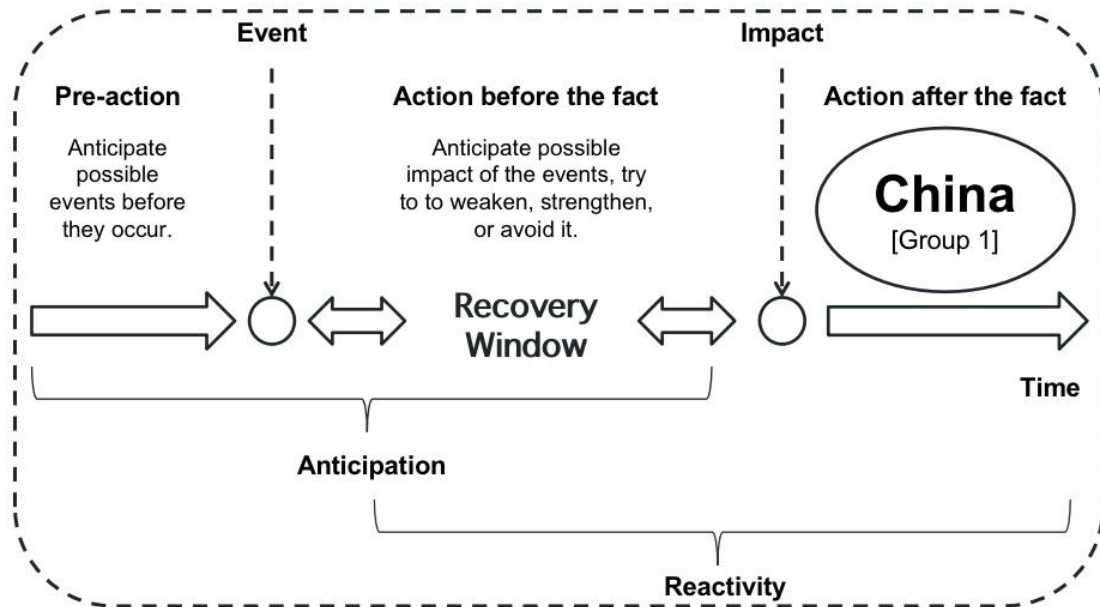 Event
Impact
Pre-action
Action before the fact
Action after the fact
Anticipate
possible
events before
they occur.
Anticipate possible
impact of the events, try
to to weaken, strengthen,
or avoid it.
China
[Group 1]
Recovery
Window
Time
Anticipation
Reactivity